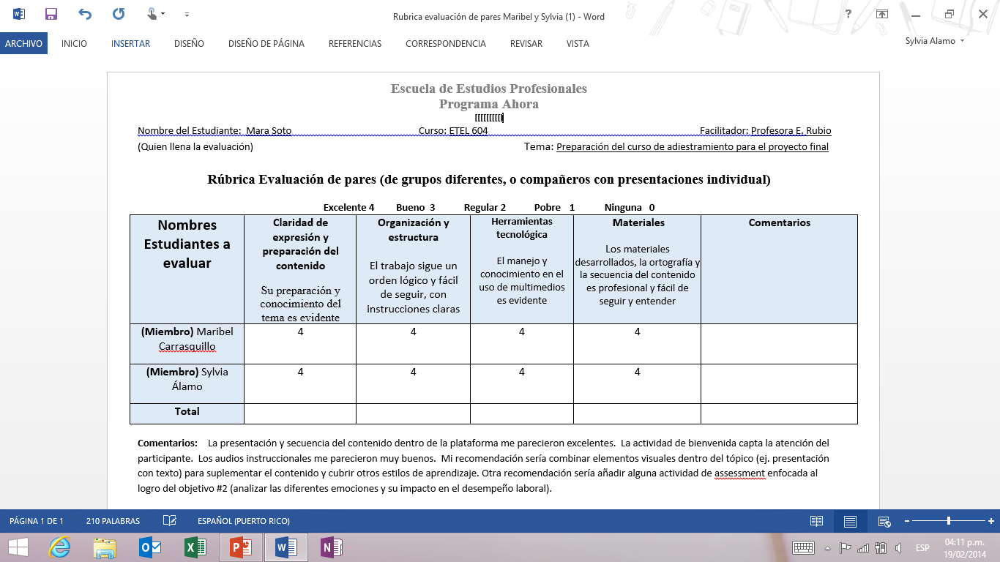 Rubrica evaluación de pares Maribel y Sylvia (1) - Word
?
ARCHIVO INICIO INSERTAR DISEÑO DISEÑO DE PÁGINA REFERENCIAS CORRESPONDENCIA REVISAR VISTA Sylvia Alamo
Escuela de Estudios Profesionales
Programa Ahora
[[[[[[[[[[
Nombre del Estudiante: Mara Soto Curso: ETEL 604 Facilitador: Profesora E. Rubio
(Quien llena la evaluación) Tema: Preparación del curso de adiestramiento para el proyecto final
Rúbrica Evaluación de pares (de grupos diferentes, o compañeros con presentaciones individual)
Excelente 4 Bueno 3 Regular 2 Pobre 1 Ninguna 0
Nombres
Estudiantes a
evaluar
Claridad de
expresión y
preparación del
contenido
Su preparación y
conocimiento del
tema es evidente
Organización y
estructura
El trabajo sigue un
orden lógico y fácil
de seguir, con
instrucciones claras
Herramientas
tecnológica
El manejo y
conocimiento en el
uso de multimedios
es evidente
Materiales
Los materiales
desarrollados, la ortografía y
la secuencia del contenido
es profesional y fácil de
seguir y entender
Comentarios
(Miembro) Maribel
Carrasquillo
4 4 4 4
(Miembro) Sylvia
Álamo
4 4 4 4
Total
Comentarios: La presentación y secuencia del contenido dentro de la plataforma me parecieron excelentes. La actividad de bienvenida capta la atención del
participante. Los audios instruccionales me parecieron muy buenos. Mi recomendación sería combinar elementos visuales dentro del tópico (ej. presentación
con texto) para suplementar el contenido y cubrir otros estilos de aprendizaje. Otra recomendación sería añadir alguna actividad de assessment enfocada al
logro del objetivo #2 (analizar las diferentes emociones y su impacto en el desempeño laboral).
PÁGINA 1 DE 1 210 PALABRAS ESPAÑOL (PUERTO RICO)
ESP 04:11 p.m.
19/02/2014